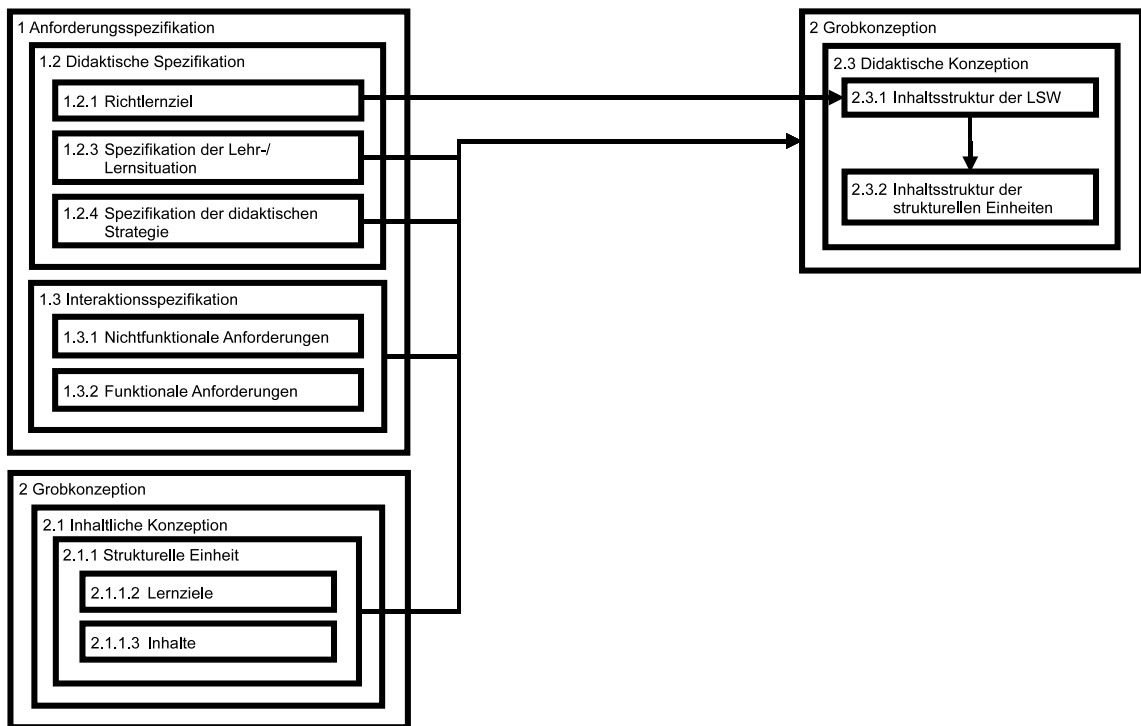 1 Anforderungsspezifikation
1.2 Didaktische Spezifikation
1.2.1 Richtlernziel
1.2.3 Spezifikation der Lehr-/
Lernsituation
1.2.4 Spezifikation der didaktischen
Strategie
1.3 Interaktionsspezifikation
1.3.1 Nichtfunktionale Anforderungen
1.3.2 Funktionale Anforderungen
2 Grobkonzeption
2.1 Inhaltliche Konzeption
2.1.1 Strukturelle Einheit
2.1.1.2 Lernziele
2.1.1.3 Inhalte
2 Grobkonzeption
2.3 Didaktische Konzeption
2.3.1 Inhaltsstruktur der LSW
2.3.2 Inhaltsstruktur der
strukturellen Einheiten